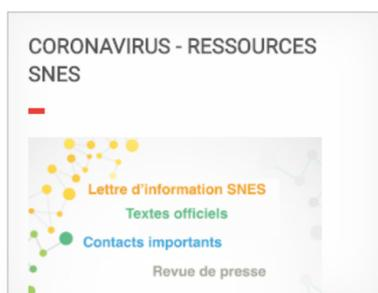 CORONAVIRUS - RESSOURCES
SNES
Lettre d'information SNES
Textes officiels
Contacts importants
Revue de presse